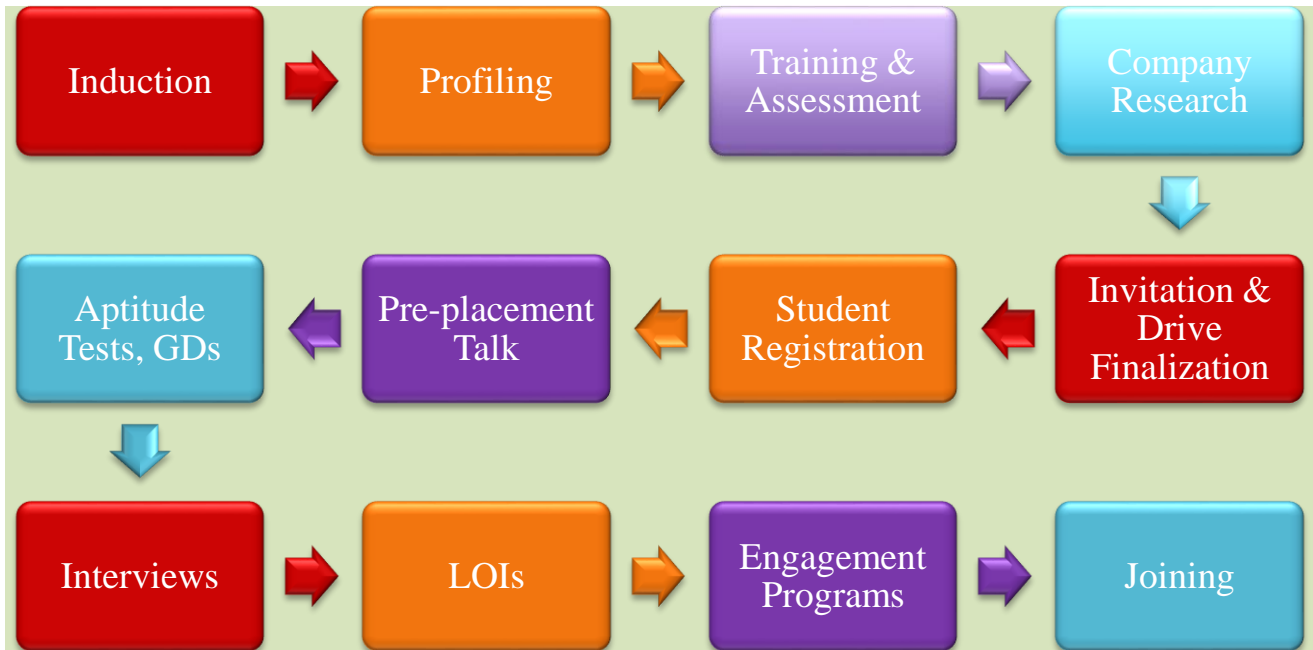 Induction
Profiling
Training &
Assessment
Company
Research
Invitation &
Drive
Finalization
Student
Registration
Pre-placement
Talk
Aptitude
Tests, GDs
Interviews
LOIs
Engagement
Programs
Joining